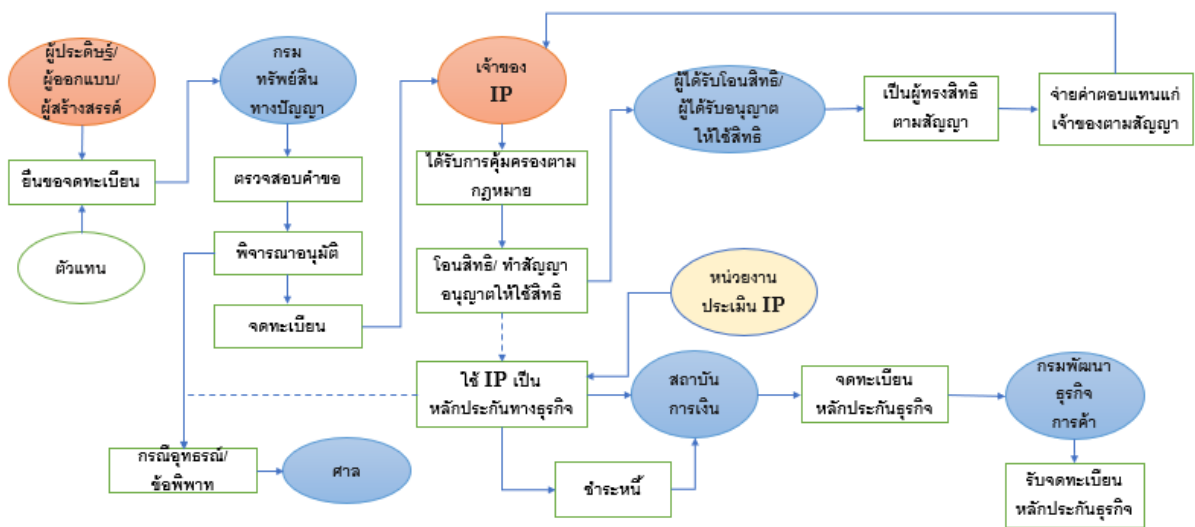 ผู้ประดิษฐ์/
ผู้ออกแบบ/
ผู้สร้างสรรค์
ยื่นขอจดทะเบียน
ตัวแทน
กรม
ทรัพย์สิน
ทางปัญญา
ตรวจสอบคำขอ
พิจารณาอนุมัติ
จดทะเบียน
กรณีอุทธรณ์/
ข้อพิพาท
ศาล
เจ้าของ
IP
ได้รับการคุ้มครองตาม
กฎหมาย
โอนสิทธิ/ ทำสัญญา
อนุญาตให้ใช้สิทธิ
ใช้ IP เป็น
หลักประกันทางธุรกิจ
ชำระหนี้
ผู้ได้รับโอนสิทธิ/
ผู้ได้รับอนุญาต
ให้ใช้สิทธิ
เป็นผู้ทรงสิทธิ
ตามสัญญา
จ่ายค่าตอบแทนแก่
เจ้าของตามสัญญา
หน่วยงาน
ประเมิน IP
สถาบัน
การเงิน
จดทะเบียน
หลักประกันธุรกิจ
กรมพัฒนา
ธุรกิจ
การค้า
รับจดทะเบียน
หลักประกันธุรกิจ